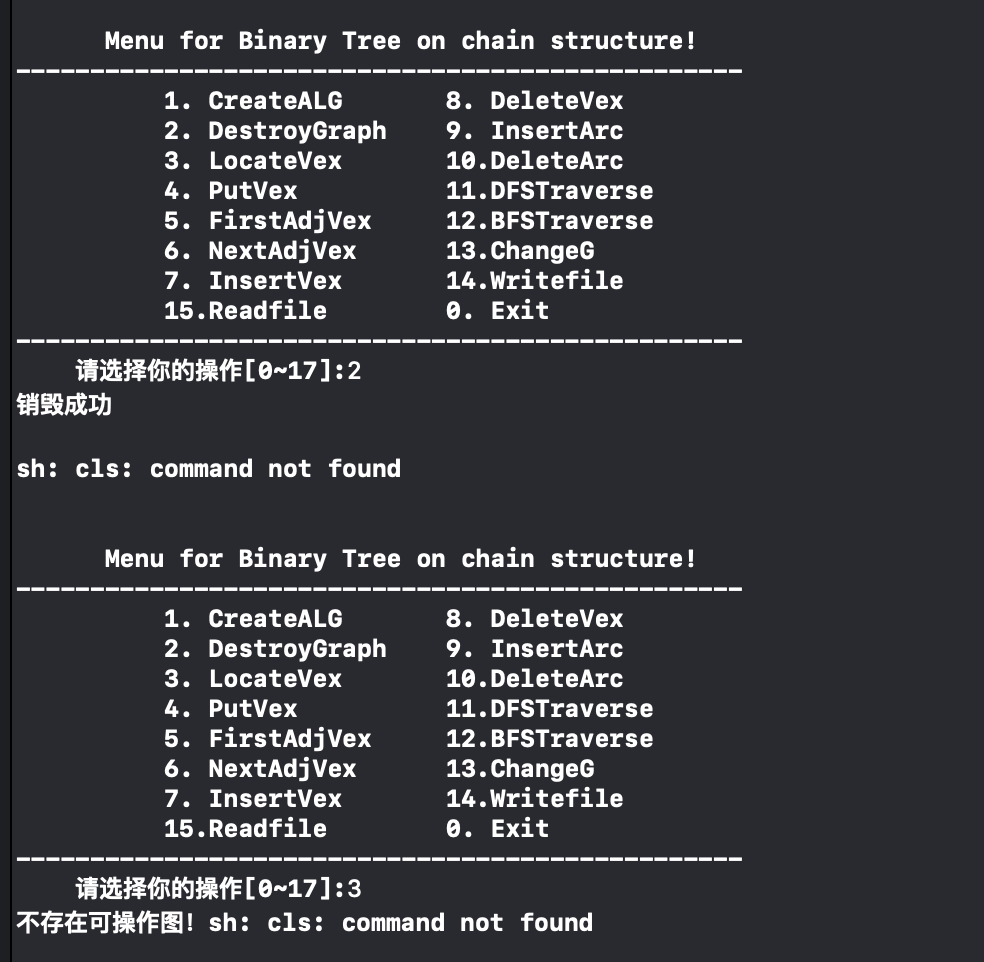 Menu for Binary Tree on chain structure!
-------------------------------------------------
1. CreateALG 8. DeleteVex
2. DestroyGraph 9. InsertArc
3. LocateVex 10.DeleteArc
4. PutVex 11.DFSTraverse
5. FirstAdjVex 12.BFSTraverse
6. NextAdjVex 13.ChangeG
7. InsertVex 14.Writefile
15.Readfile 0. Exit
-------------------------------------------------
请选择你的操作[0~17]:2
销毁成功
sh: cls: command not found
Menu for Binary Tree on chain structure!
-------------------------------------------------
1. CreateALG 8. DeleteVex
2. DestroyGraph 9. InsertArc
3. LocateVex 10.DeleteArc
4. PutVex 11.DFSTraverse
5. FirstAdjVex 12.BFSTraverse
6. NextAdjVex 13.ChangeG
7. InsertVex 14.Writefile
15.Readfile 0. Exit
-------------------------------------------------
请选择你的操作[0~17]:3
不存在可操作图! sh: cls: command not found